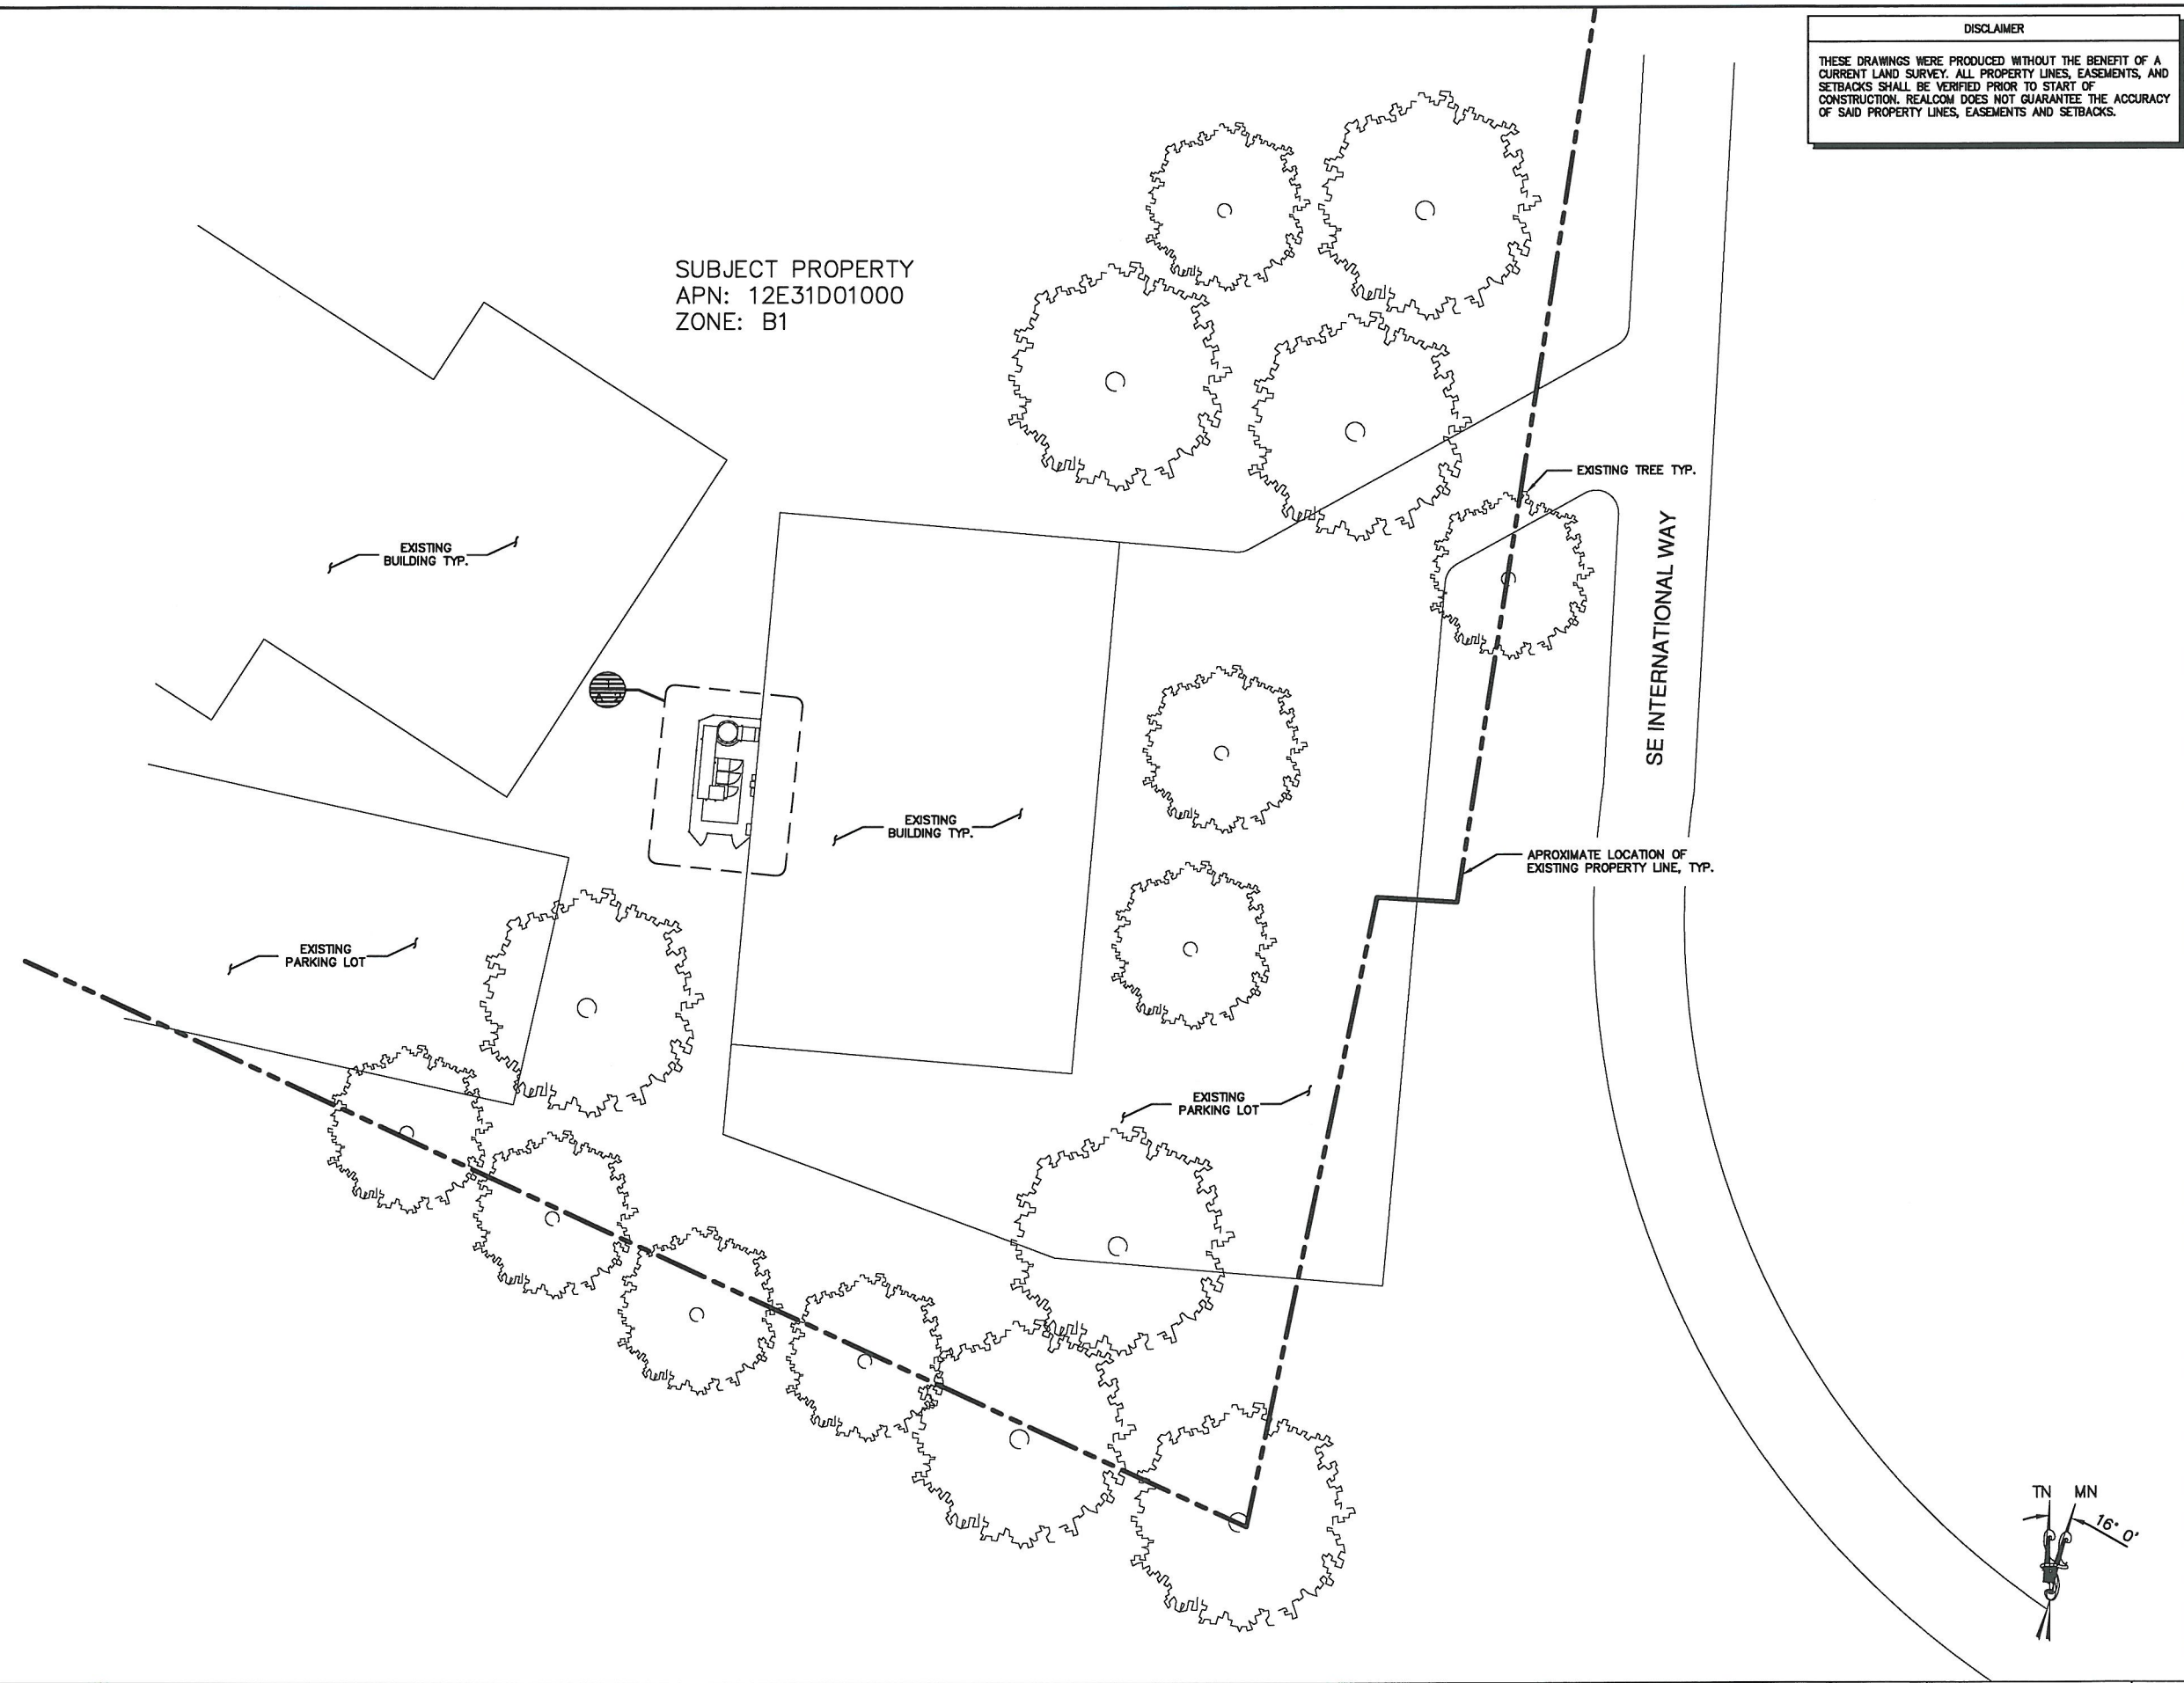 DISCLAIMER
THESE DRAWINGS WERE PRODUCED WITHOUT THE BENEFIT OF A
CURRENT LAND SURVEY. ALL PROPERTY LINES, EASEMENTS, AND
SETBACKS SHALL BE VERIFIED PRIOR TO START OF
CONSTRUCTION. REALCOM DOES NOT GUARANTEE THE ACCURACY
OF SAID PROPERTY LINES, EASEMENTS AND SETBACKS.
SUBJECT PROPERTY
APN: 12E31D01000
ZONE: B1
EXISTING TREE TYP.
EXISTING
BUILDING TYP.
SE INTERNATIONAL WAY
EXISTING
BUILDING TYP.
APROXIMATE LOCATION OF
EXISTING PROPERTY LINE, TYP.
EXISTING
PARKING LOT
EXISTING
PARKING LOT
TN MN
16° 0'